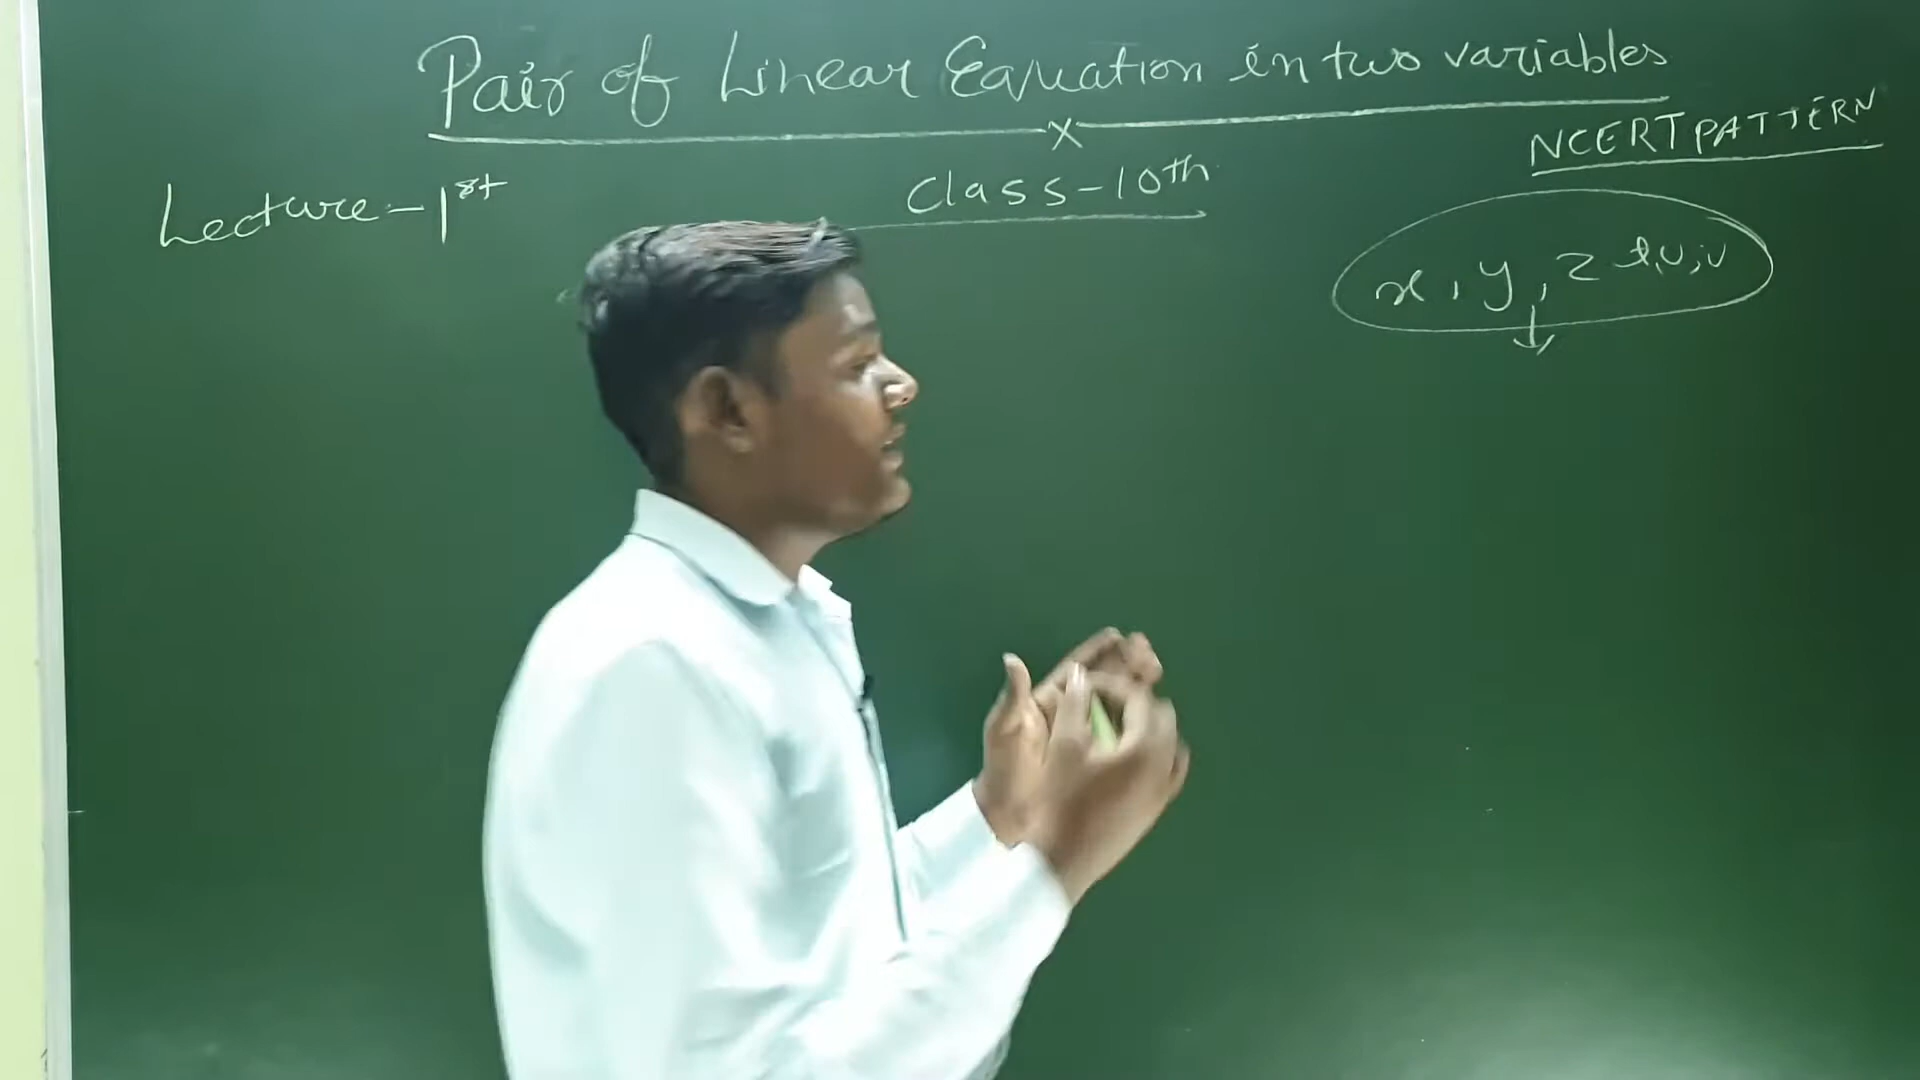 Pair of Linear Equation in two variables
x
NCERT PATTERN
Lecture-1st
Class-10th
x, y, z